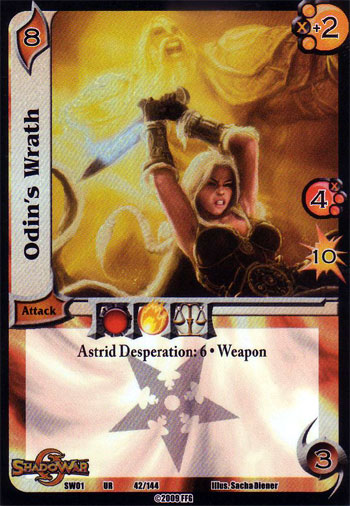 8
X+2
Odin's Wrath
4
10
Attack
Astrid Desperation: 6 • Weapon
ShadoWar
3
SW01 UR 42/144 Illus. Sacha Diener
©2009 FFG